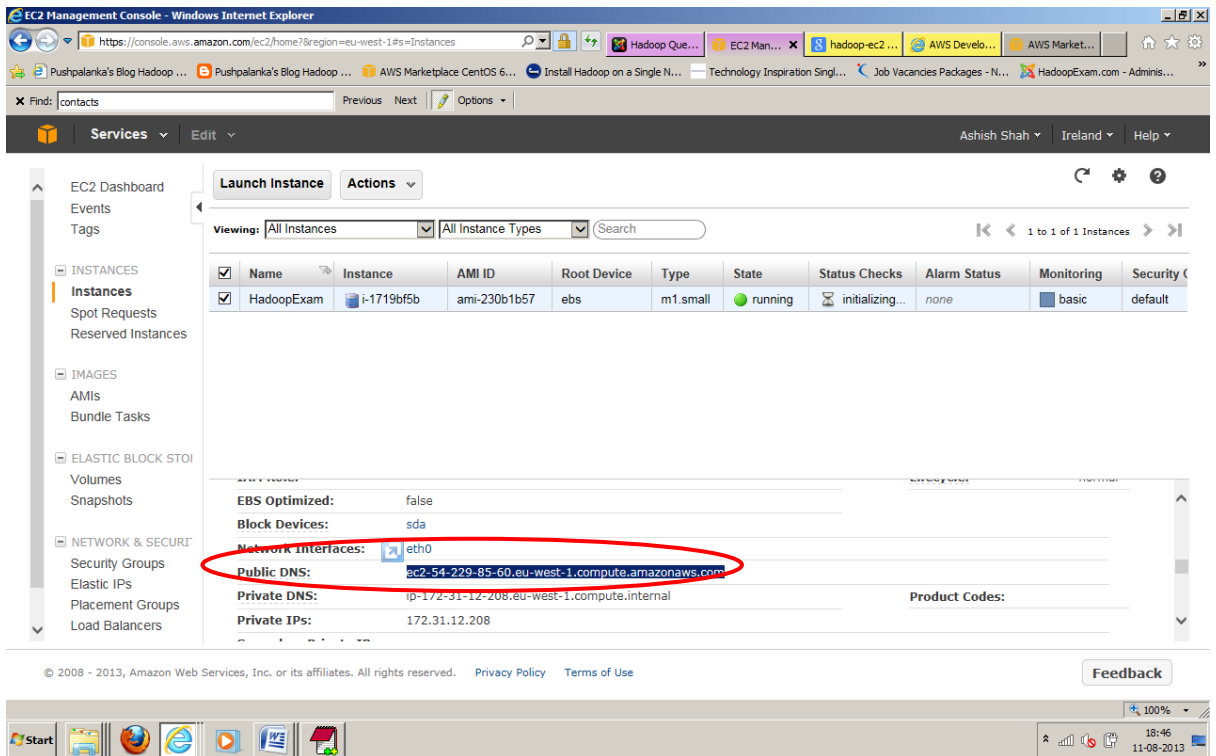 EC2 Management Console - Windows Internet Explorer
https://console.aws.amazon.com/ec2/home?&region=eu-west-1#s=Instances
Hadoop Que...
EC2 Man...
hadoop-ec2 ...
AWS Develo...
AWS Market...
Pushpalanka's Blog Hadoop ...
Pushpalanka's Blog Hadoop ...
AWS Marketplace CentOS 6...
Install Hadoop on a Single N...
Technology Inspiration Singl...
Job Vacancies Packages - N...
HadoopExam.com - Adminis...
Find: contacts
Previous Next Options
Services Edit
Ashish Shah Ireland Help
EC2 Dashboard
Events
Tags
INSTANCES
Instances
Spot Requests
Reserved Instances
IMAGES
AMIs
Bundle Tasks
ELASTIC BLOCK STOI
Volumes
Snapshots
NETWORK & SECURI
Security Groups
Elastic IPs
Placement Groups
Load Balancers
Launch Instance Actions
Viewing: All Instances All Instance Types Search
1 to 1 of 1 Instances
Name Instance AMI ID Root Device Type State Status Checks Alarm Status Monitoring Security
HadoopExam i-1719bf5b ami-230b1b57 ebs m1.small running initializing... none basic default
EBS Optimized: false
Block Devices: sda
Network Interfaces: eth0
Public DNS: ec2-54-229-85-60.eu-west-1.compute.amazonaws.com
Private DNS: ip-172-31-12-208.eu-west-1.compute.internal
Product Codes:
Private IPs: 172.31.12.208
© 2008 - 2013, Amazon Web Services, Inc. or its affiliates. All rights reserved. Privacy Policy Terms of Use
Feedback
100%
Start
18:46
11-08-2013